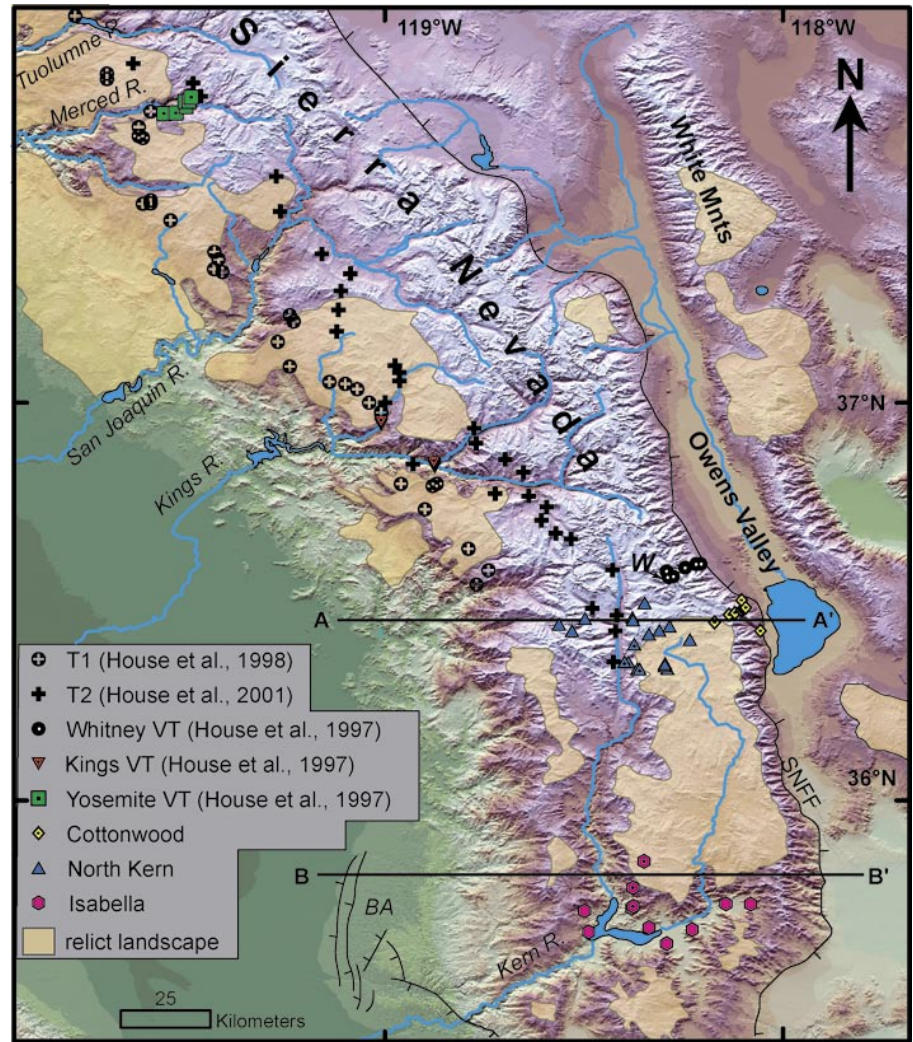 119°W
118°W
Tuolumne R.
Merced R.
Sierra
Nevada
N
White Mnts
San Joaquin R.
37°N
Kings R.
Owens Valley
W
A
A'
T1 (House et al., 1998)
T2 (House et al., 2001)
Whitney VT (House et al., 1997)
Kings VT (House et al., 1997)
Yosemite VT (House et al., 1997)
Cottonwood
North Kern
Isabella
relict landscape
SNFF
36°N
B
B'
BA
Kern R.
25
Kilometers